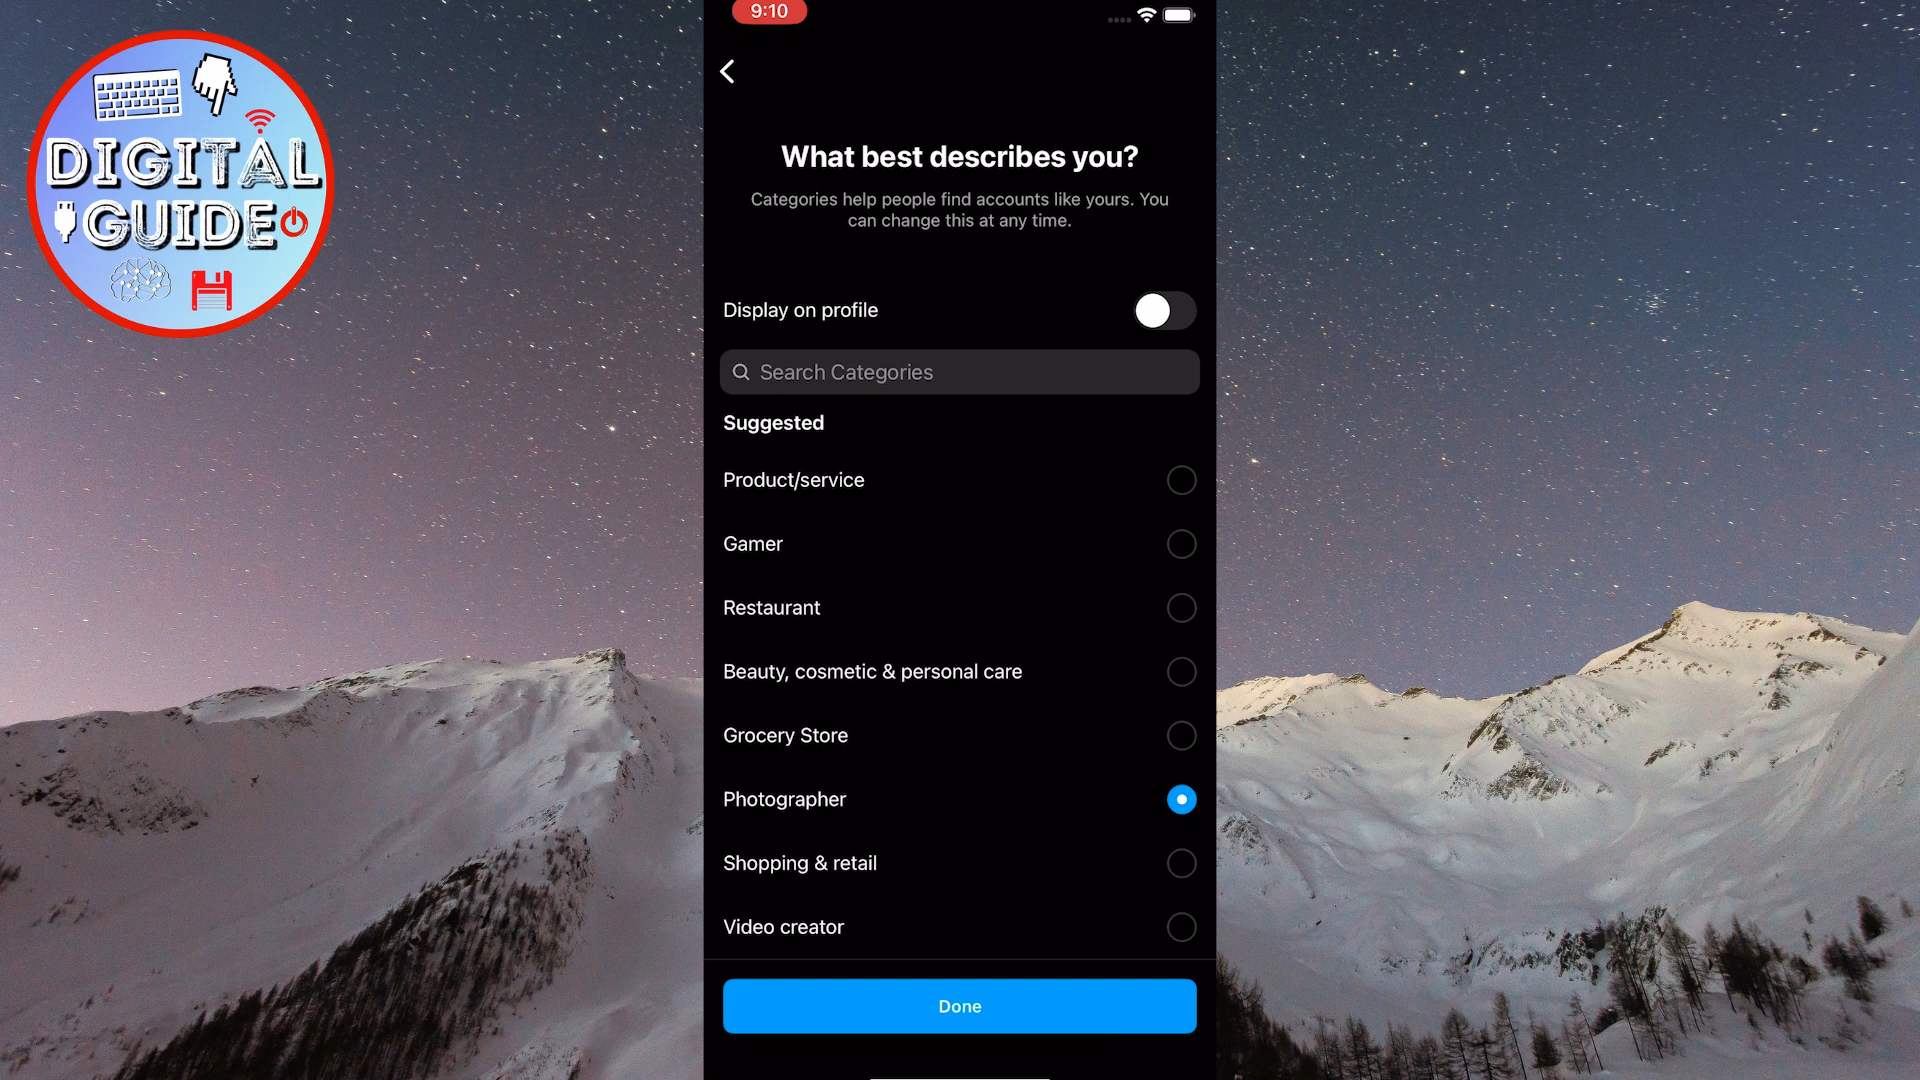 DIGITAL
GUIDE
9:10
What best describes you?
Categories help people find accounts like yours. You
can change this at any time.
Display on profile
Search Categories
Suggested
Product/service
Gamer
Restaurant
Beauty, cosmetic & personal care
Grocery Store
Photographer
Shopping & retail
Video creator
Done